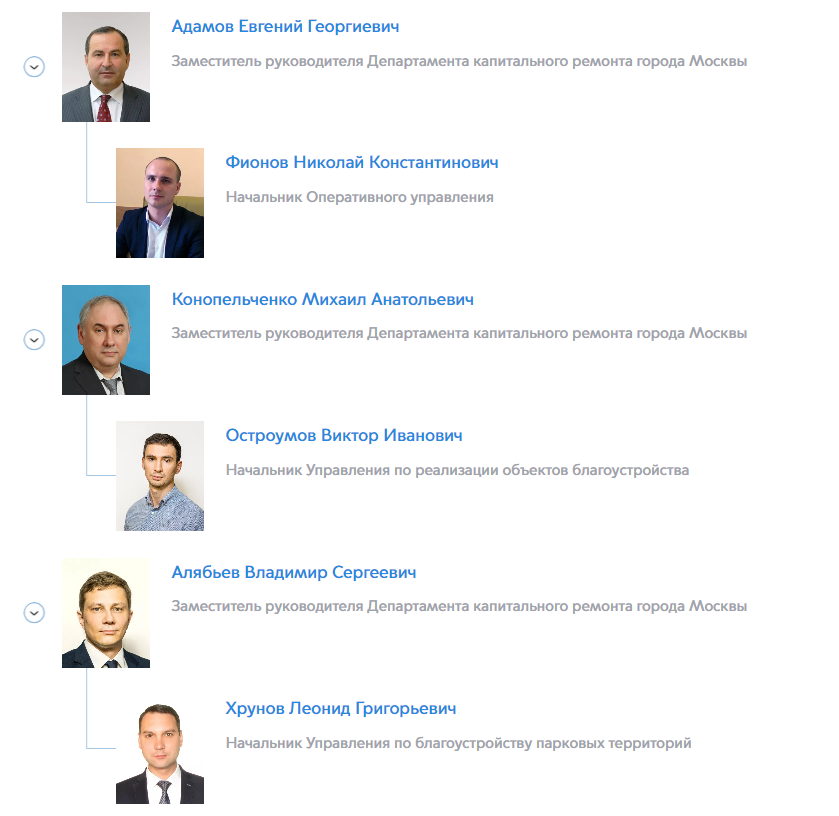 Адамов Евгений Георгиевич
Заместитель руководителя Департамента капитального ремонта города Москвы
Фионов Николай Константинович
Начальник Оперативного управления
Конопельченко Михаил Анатольевич
Заместитель руководителя Департамента капитального ремонта города Москвы
Остроумов Виктор Иванович
Начальник Управления по реализации объектов благоустройства
Алябьев Владимир Сергеевич
Заместитель руководителя Департамента капитального ремонта города Москвы
Хрунов Леонид Григорьевич
Начальник Управления по благоустройству парковых территорий